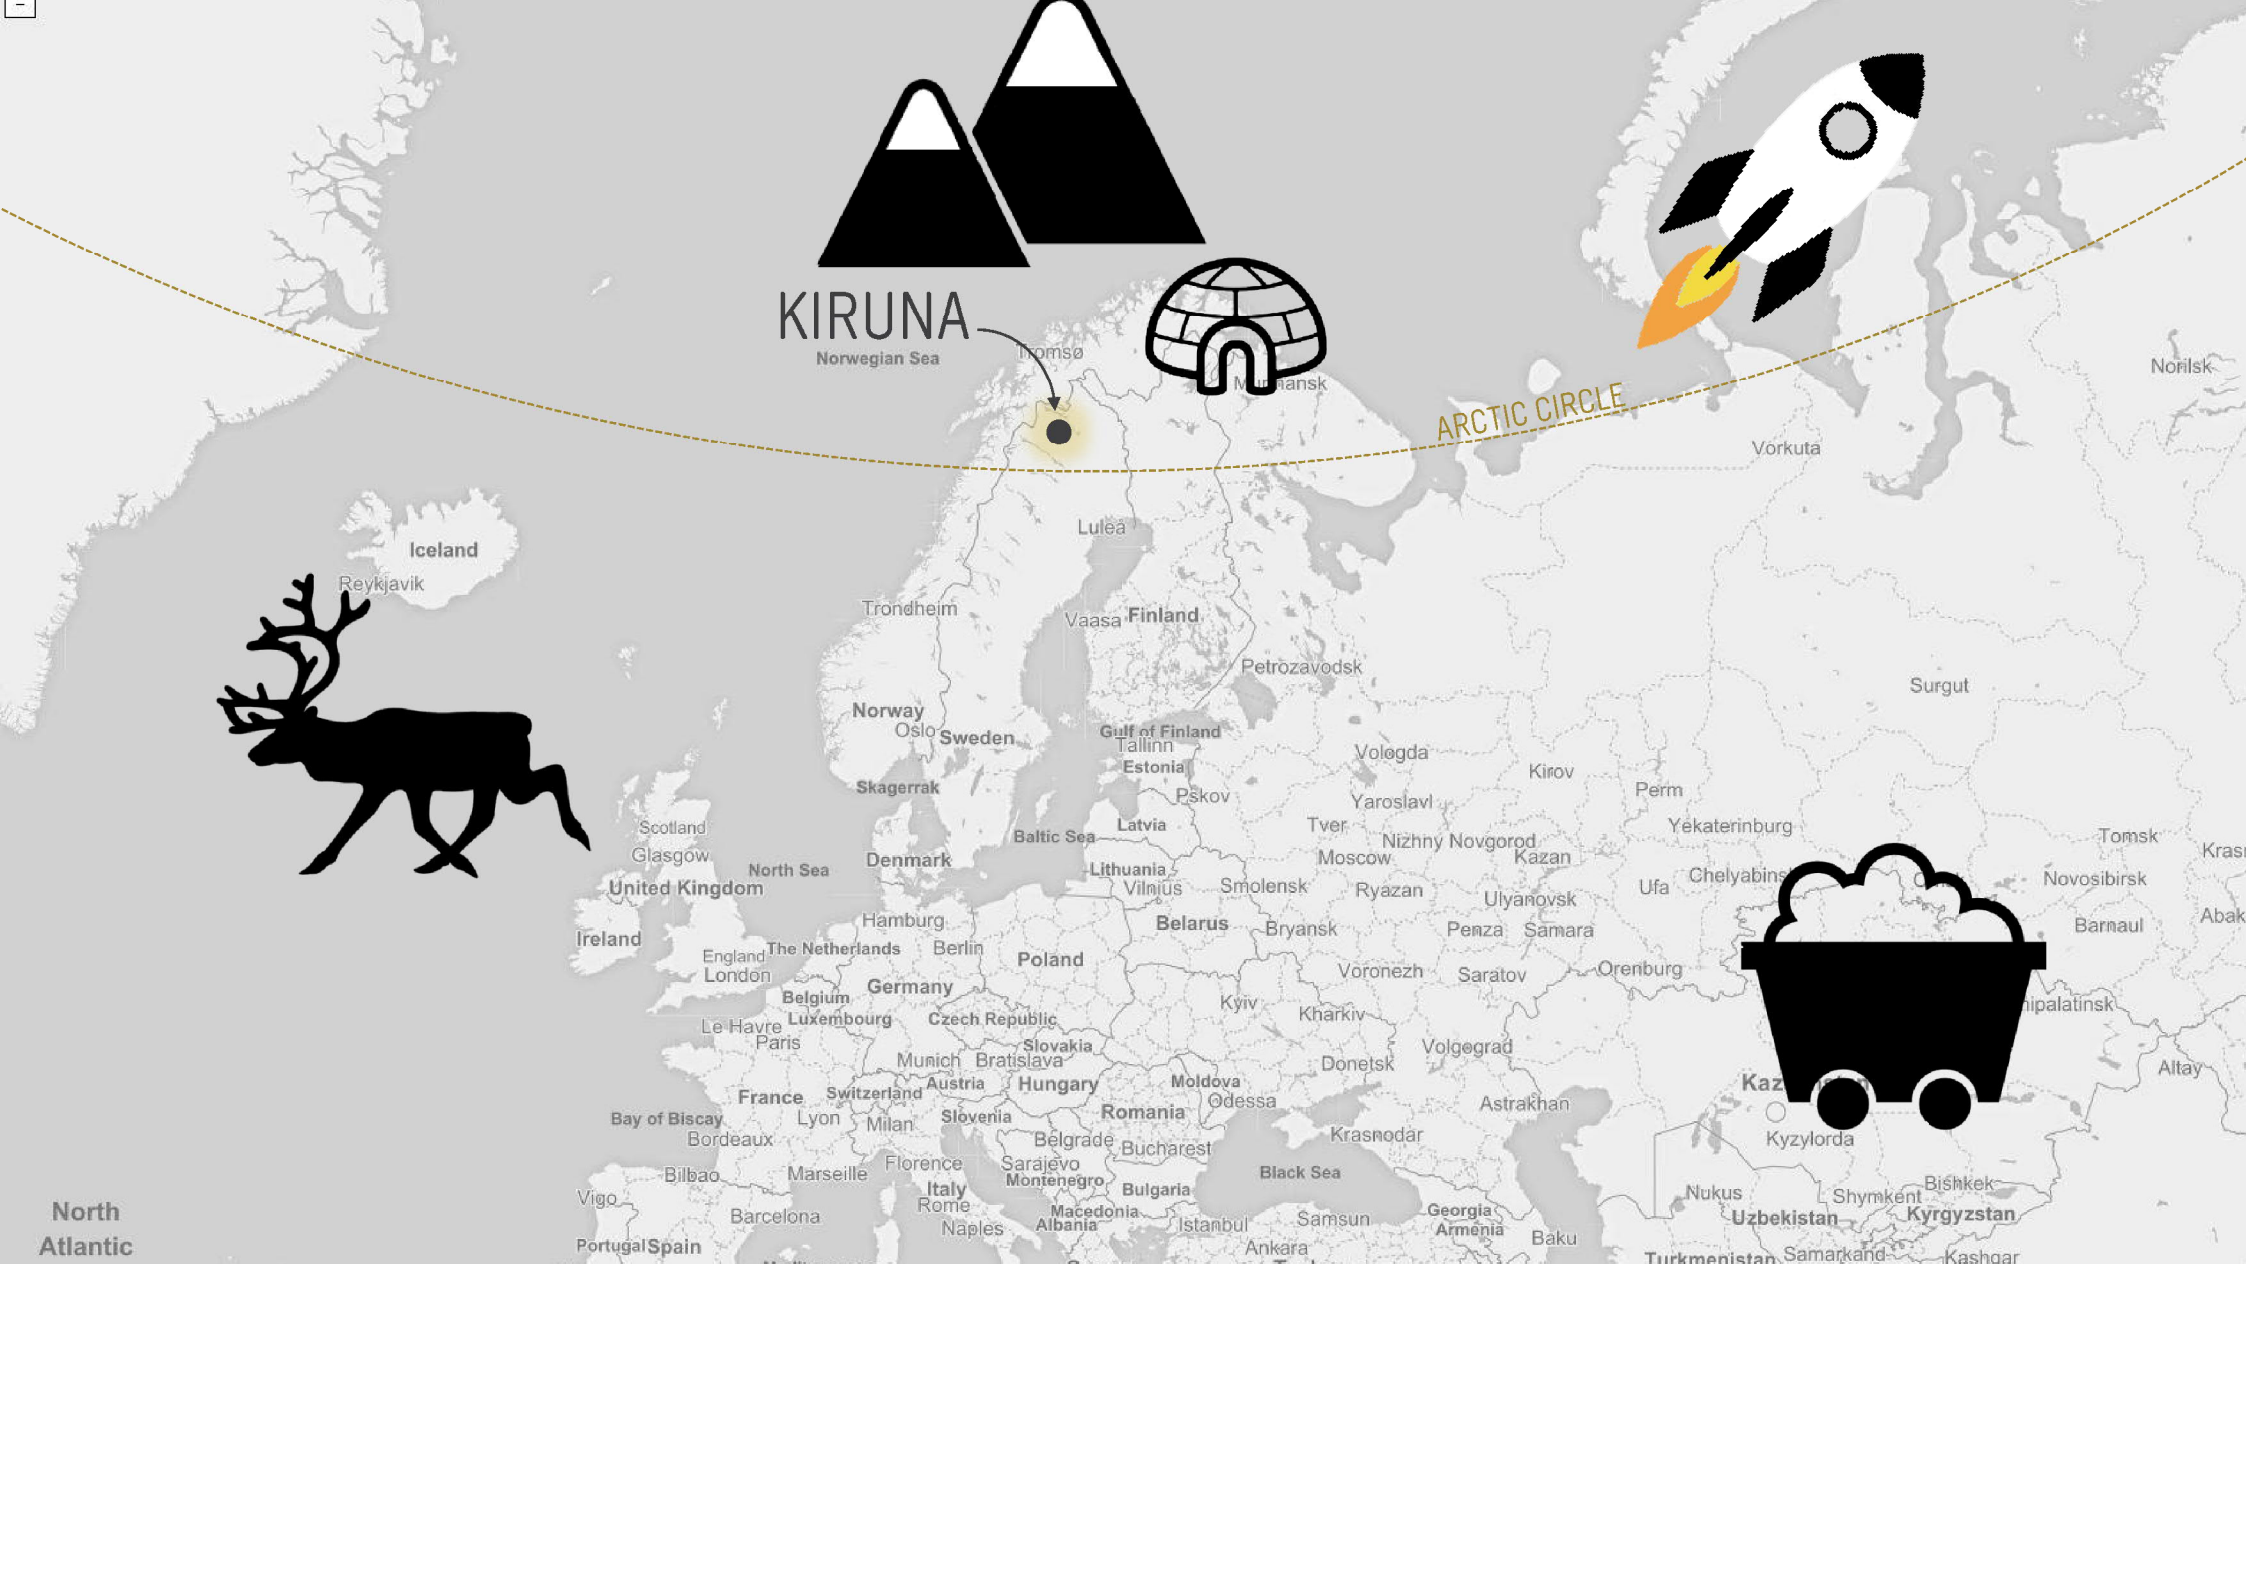 KIRUNA
Norwegian Sea
Tromsø
Murmansk
ARCTIC CIRCLE
Norilsk
Vorkuta
Luleå
Iceland
Reykjavik
Trondheim
Vaasa
Finland
Petrozavodsk
Surgut
Norway
Oslo
Sweden
Gulf of Finland
Tallinn
Estonia
Vologda
Kirov
Skagerrak
Pskov
Perm
Yaroslavl
Scotland
Baltic Sea
Latvia
Tver
Yekaterinburg
Tomsk
Nizhny Novgorod
Glasgow
Denmark
Moscow
Kazan
Kras
North Sea
Lithuania
Chelyabins
United Kingdom
Vilnius
Smolensk
Ryazan
Ufa
Novosibirsk
Ulyanovsk
Hamburg
Belarus
Bryansk
Penza
Samara
Barnaul
Abak
Ireland
The Netherlands
Berlin
England
London
Poland
Voronezh
Saratov
Orenburg
Germany
Belgium
Kyiv
Kharkiv
nipalatinsk
Le Havre
Luxembourg
Czech Republic
Paris
Slovakia
Volgograd
Munich
Bratislava
Donetsk
Altay
Austria
Hungary
Moldova
Kazakhstan
France
Switzerland
Odessa
Astrakhan
Bay of Biscay
Lyon
Milan
Slovenia
Romania
Bordeaux
Belgrade
Bucharest
Krasnodar
Kyzylorda
Bilbao
Marseille
Florence
Sarajevo
Montenegro
Black Sea
Vigo
Italy
Rome
Bulgaria
Nukus
Shymkent
Bishkek
North
Atlantic
Barcelona
Naples
Macedonia
Albania
Istanbul
Samsun
Georgia
Armenia
Uzbekistan
Kyrgyzstan
Portugal
Spain
Ankara
Baku
Turkmenistan
Samarkand
Kashgar